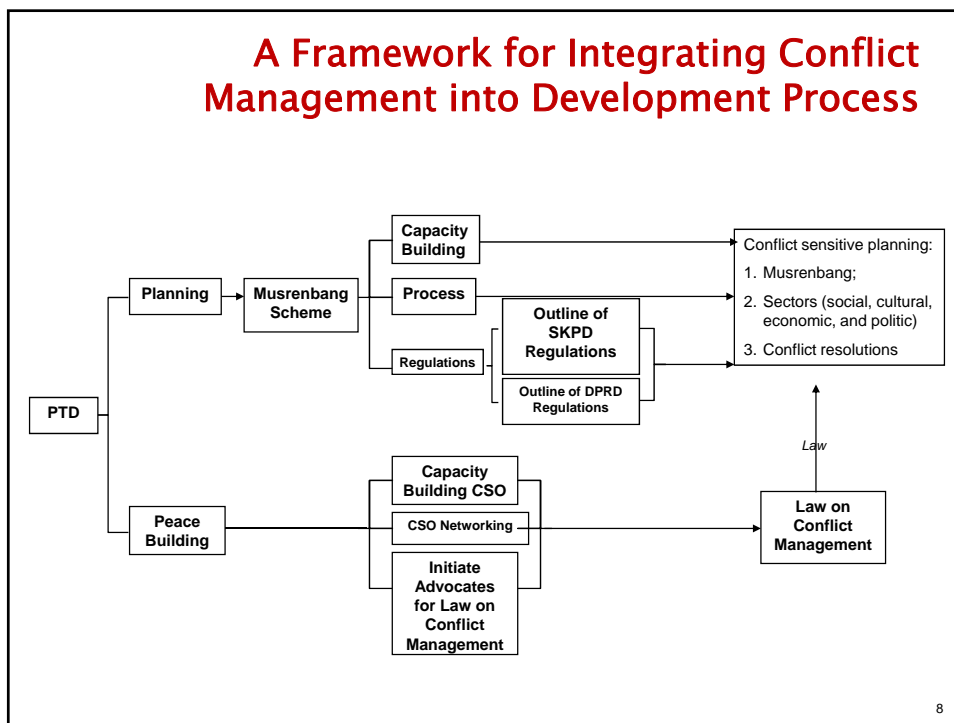 A Framework for Integrating Conflict
Management into Development Process
Capacity
Building
Conflict sensitive planning:
1. Musrenbang;
2. Sectors (social, cultural,
economic, and politic)
3. Conflict resolutions
Planning
Musrenbang
Scheme
Process
Outline of
SKPD
Regulations
Regulations
Outline of DPRD
Regulations
PTD
Law
Capacity
Building CSO
Peace
Building
CSO Networking
Law on
Conflict
Management
Initiate
Advocates
for Law on
Conflict
Management
8